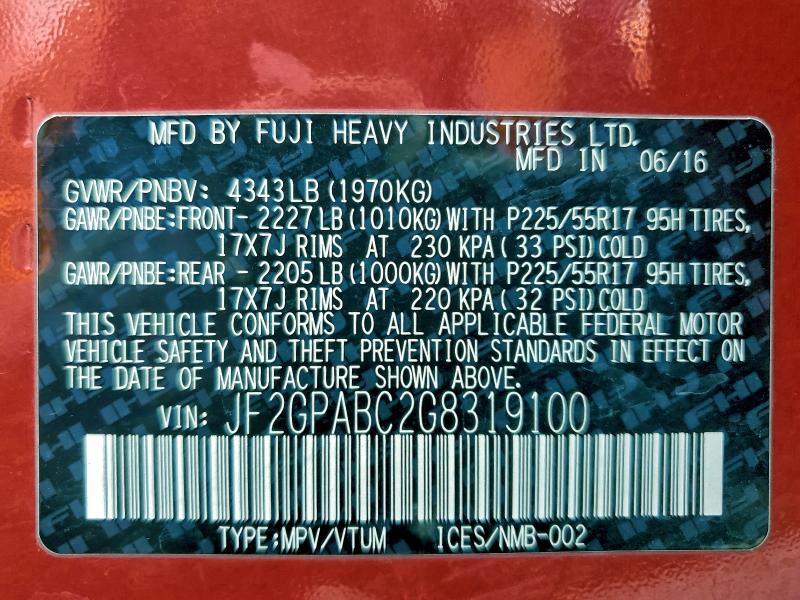 MFD BY FUJI HEAVY INDUSTRIES LTD.
MFD IN 06/16
GVWR/PNBV: 4343LB (1970KG)
GAWR/PNBE:FRONT- 2227LB (1010KG) WITH P225/55R17 95H TIRES,
17X7J RIMS AT 230 KPA ( 33 PSI) COLD
GAWR/PNBE:REAR - 2205LB (1000KG) WITH P225/55R17 95H TIRES,
17X7J RIMS AT 220 KPA ( 32 PSI) COLD
THIS VEHICLE CONFORMS TO ALL APPLICABLE FEDERAL MOTOR
VEHICLE SAFETY AND THEFT PREVENTION STANDARDS IN EFFECT ON
THE DATE OF MANUFACTURE SHOWN ABOVE.
VIN: JF2GPABC2G8319100
TYPE:MPV/VTUM ICES/NMB-002